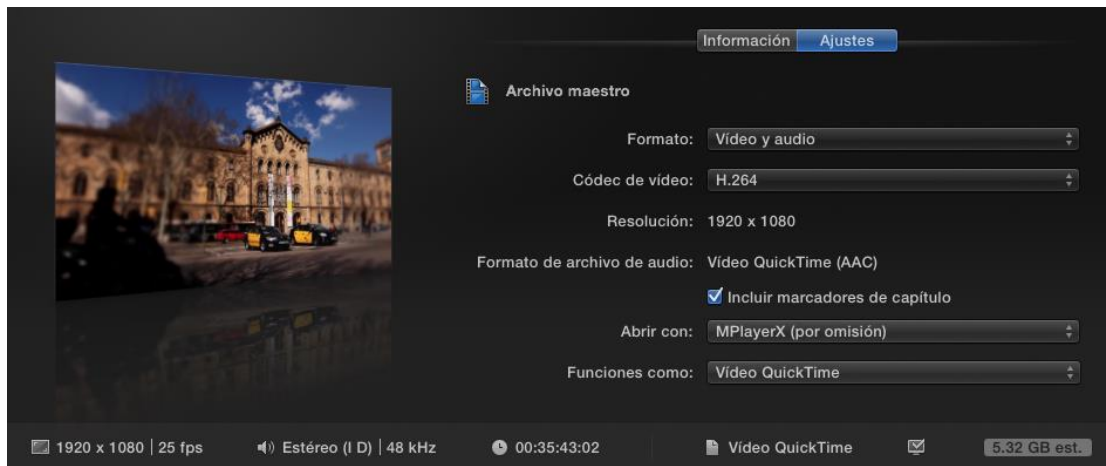 Información Ajustes
Archivo maestro
Formato: Vídeo y audio
Códec de vídeo: H.264
Resolución: 1920 x 1080
Formato de archivo de audio: Vídeo QuickTime (AAC)
Incluir marcadores de capítulo
Abrir con: MPlayerX (por omisión)
Funciones como: Vídeo QuickTime
1920 x 1080 | 25 fps Estéreo (I D) | 48 kHz 00:35:43:02 Vídeo QuickTime 5.32 GB est.